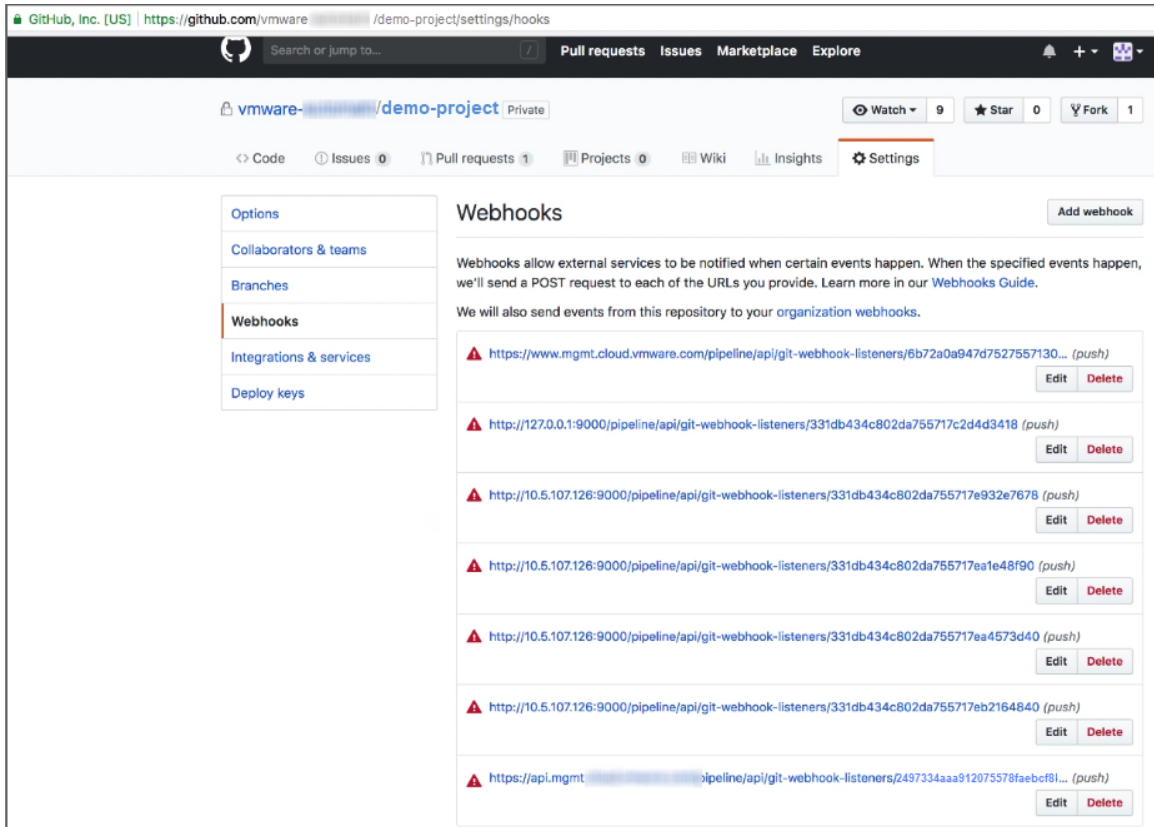 GitHub, Inc. [US] | https://github.com/vmware /demo-project/settings/hooks
Search or jump to... / Pull requests Issues Marketplace Explore
vmware- /demo-project Private Watch 9 Star 0 Fork 1
<> Code Issues 0 Pull requests 1 Projects 0 Wiki Insights Settings
Options
Collaborators & teams
Branches
Webhooks
Integrations & services
Deploy keys
Webhooks Add webhook
Webhooks allow external services to be notified when certain events happen. When the specified events happen,
we'll send a POST request to each of the URLs you provide. Learn more in our Webhooks Guide.
We will also send events from this repository to your organization webhooks.
https://www.mgmt.cloud.vmware.com/pipeline/api/git-webhook-listeners/6b72a0a947d7527557130... (push)
Edit Delete
http://127.0.0.1:9000/pipeline/api/git-webhook-listeners/331db434c802da755717c2d4d3418 (push)
Edit Delete
http://10.5.107.126:9000/pipeline/api/git-webhook-listeners/331db434c802da755717e932e7678 (push)
Edit Delete
http://10.5.107.126:9000/pipeline/api/git-webhook-listeners/331db434c802da755717ea1e48f90 (push)
Edit Delete
http://10.5.107.126:9000/pipeline/api/git-webhook-listeners/331db434c802da755717ea4573d40 (push)
Edit Delete
http://10.5.107.126:9000/pipeline/api/git-webhook-listeners/331db434c802da755717eb2164840 (push)
Edit Delete
https://api.mgmt pipeline/api/git-webhook-listeners/2497334aaa912075578faebcf8l... (push)
Edit Delete